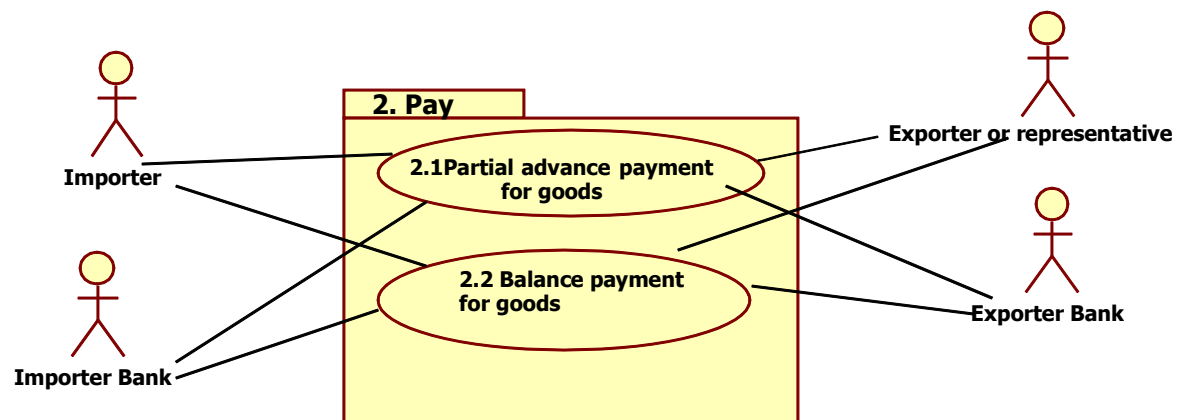 2. Pay
Exporter or representative
2.1Partial advance payment
for goods
Importer
2.2 Balance payment
for goods
Exporter Bank
Importer Bank